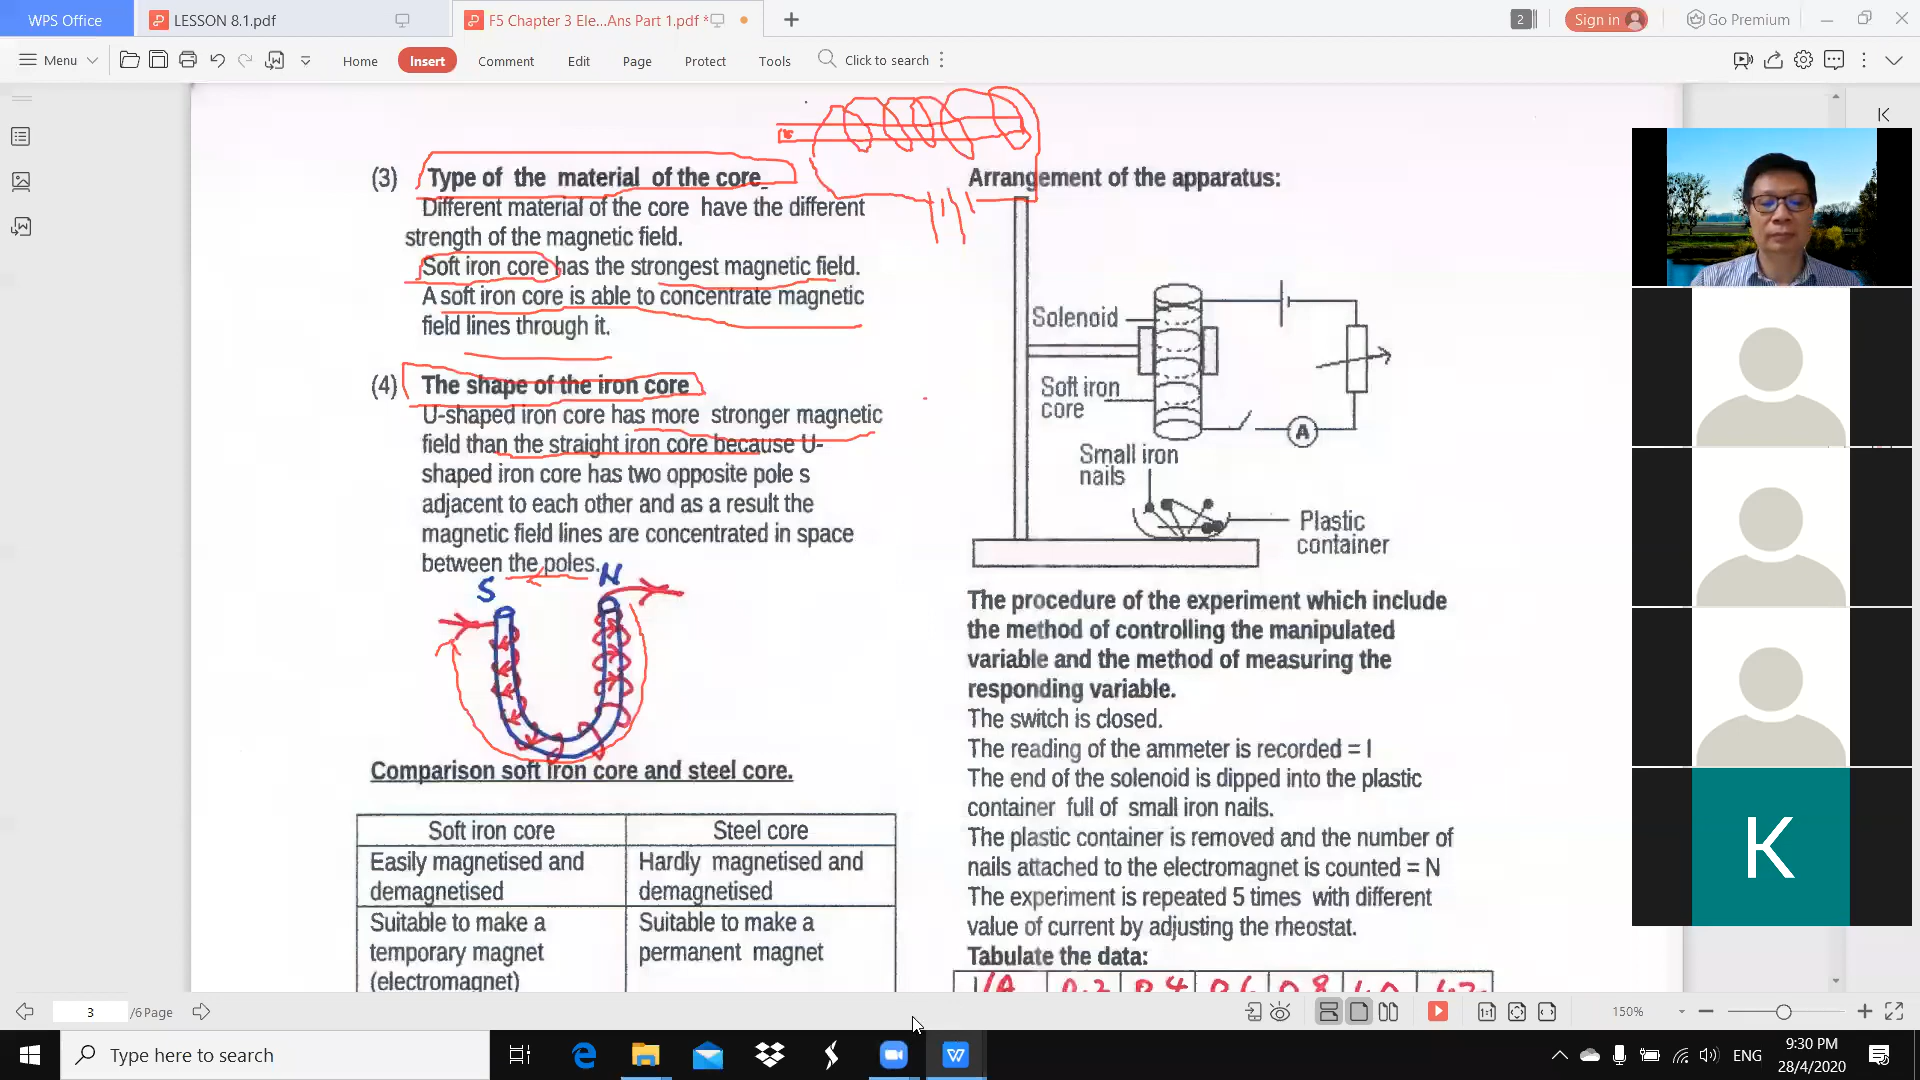 WPS Office
LESSON 8.1.pdf
F5 Chapter 3 Ele...Ans Part 1.pdf *
2
Sign in
Go Premium
Menu
Home
Insert
Comment
Edit
Page
Protect
Tools
Click to search
(3) Type of the material of the core
Different material of the core have the different
strength of the magnetic field.
Soft iron core has the strongest magnetic field.
A soft iron core is able to concentrate magnetic
field lines through it.
(4) The shape of the iron core
U-shaped iron core has more stronger magnetic
field than the straight iron core because U-
shaped iron core has two opposite pole s
adjacent to each other and as a result the
magnetic field lines are concentrated in space
between the poles.
S N
Comparison soft iron core and steel core.
Soft iron core Steel core
Easily magnetised and
demagnetised
Hardly magnetised and
demagnetised
Suitable to make a
temporary magnet
(electromagnet)
Suitable to make a
permanent magnet
Arrangement of the apparatus:
Solenoid
Soft iron
core
A
Small iron
nails
Plastic
container
The procedure of the experiment which include
the method of controlling the manipulated
variable and the method of measuring the
responding variable.
The switch is closed.
The reading of the ammeter is recorded = I
The end of the solenoid is dipped into the plastic
container full of small iron nails.
The plastic container is removed and the number of
nails attached to the electromagnet is counted = N
The experiment is repeated 5 times with different
value of current by adjusting the rheostat.
Tabulate the data:
I/A 0.2 0.4 0.6 0.8
K
3 /6Page
150%
Type here to search
ENG
9:30 PM
28/4/2020